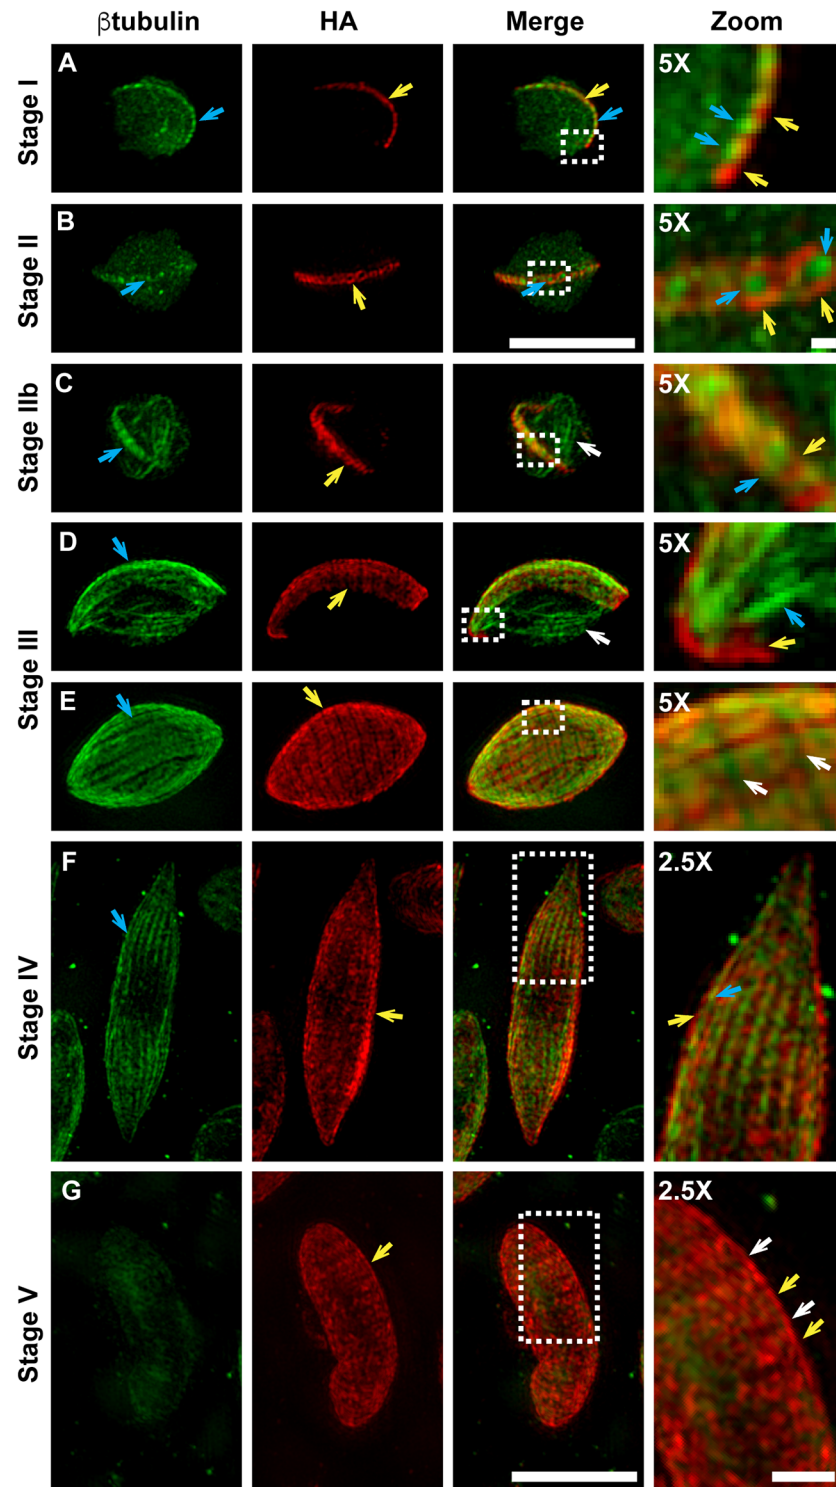 βtubulin HA Merge Zoom
Stage I
A
5X
Stage II
B
5X
Stage IIb
C
5X
Stage III
D
5X
E
5X
Stage IV
F
2.5X
Stage V
G
2.5X